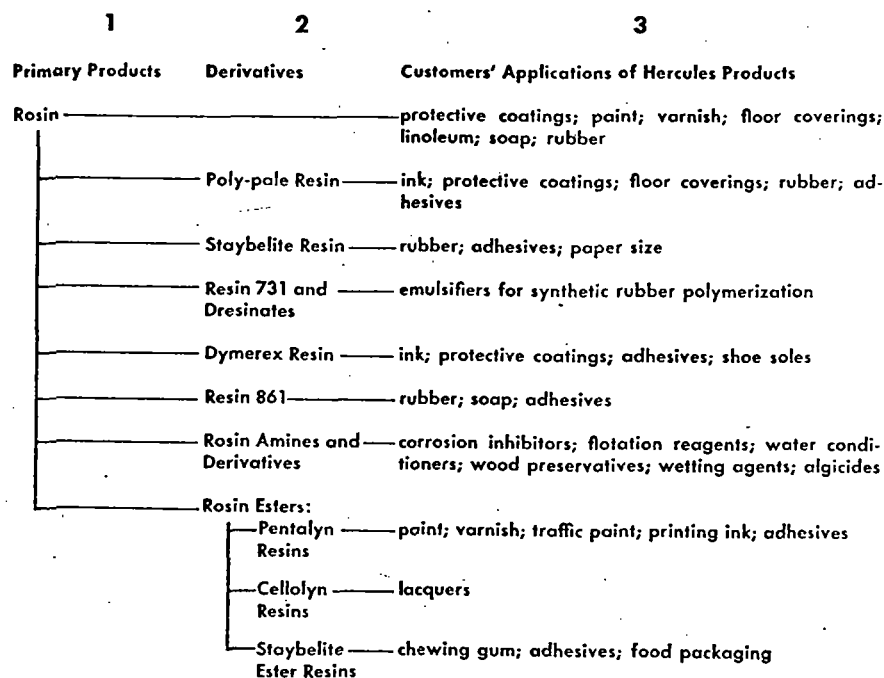 1 2 3
Primary Products Derivatives Customers' Applications of Hercules Products
Rosin protective coatings; paint; varnish; floor coverings;
linoleum; soap; rubber
Poly-pale Resin ink; protective coatings; floor coverings; rubber; ad-
hesives
Staybelite Resin rubber; adhesives; paper size
Resin 731 and emulsifiers for synthetic rubber polymerization
Dresinates
Dymerex Resin ink; protective coatings; adhesives; shoe soles
Resin 861 rubber; soap; adhesives
Rosin Amines and corrosion inhibitors; flotation reagents; water condi-
Derivatives tioners; wood preservatives; wetting agents; algicides
Rosin Esters:
Pentalyn paint; varnish; traffic paint; printing ink; adhesives
Resins
Cellolyn lacquers
Resins
Staybelite chewing gum; adhesives; food packaging
Ester Resins